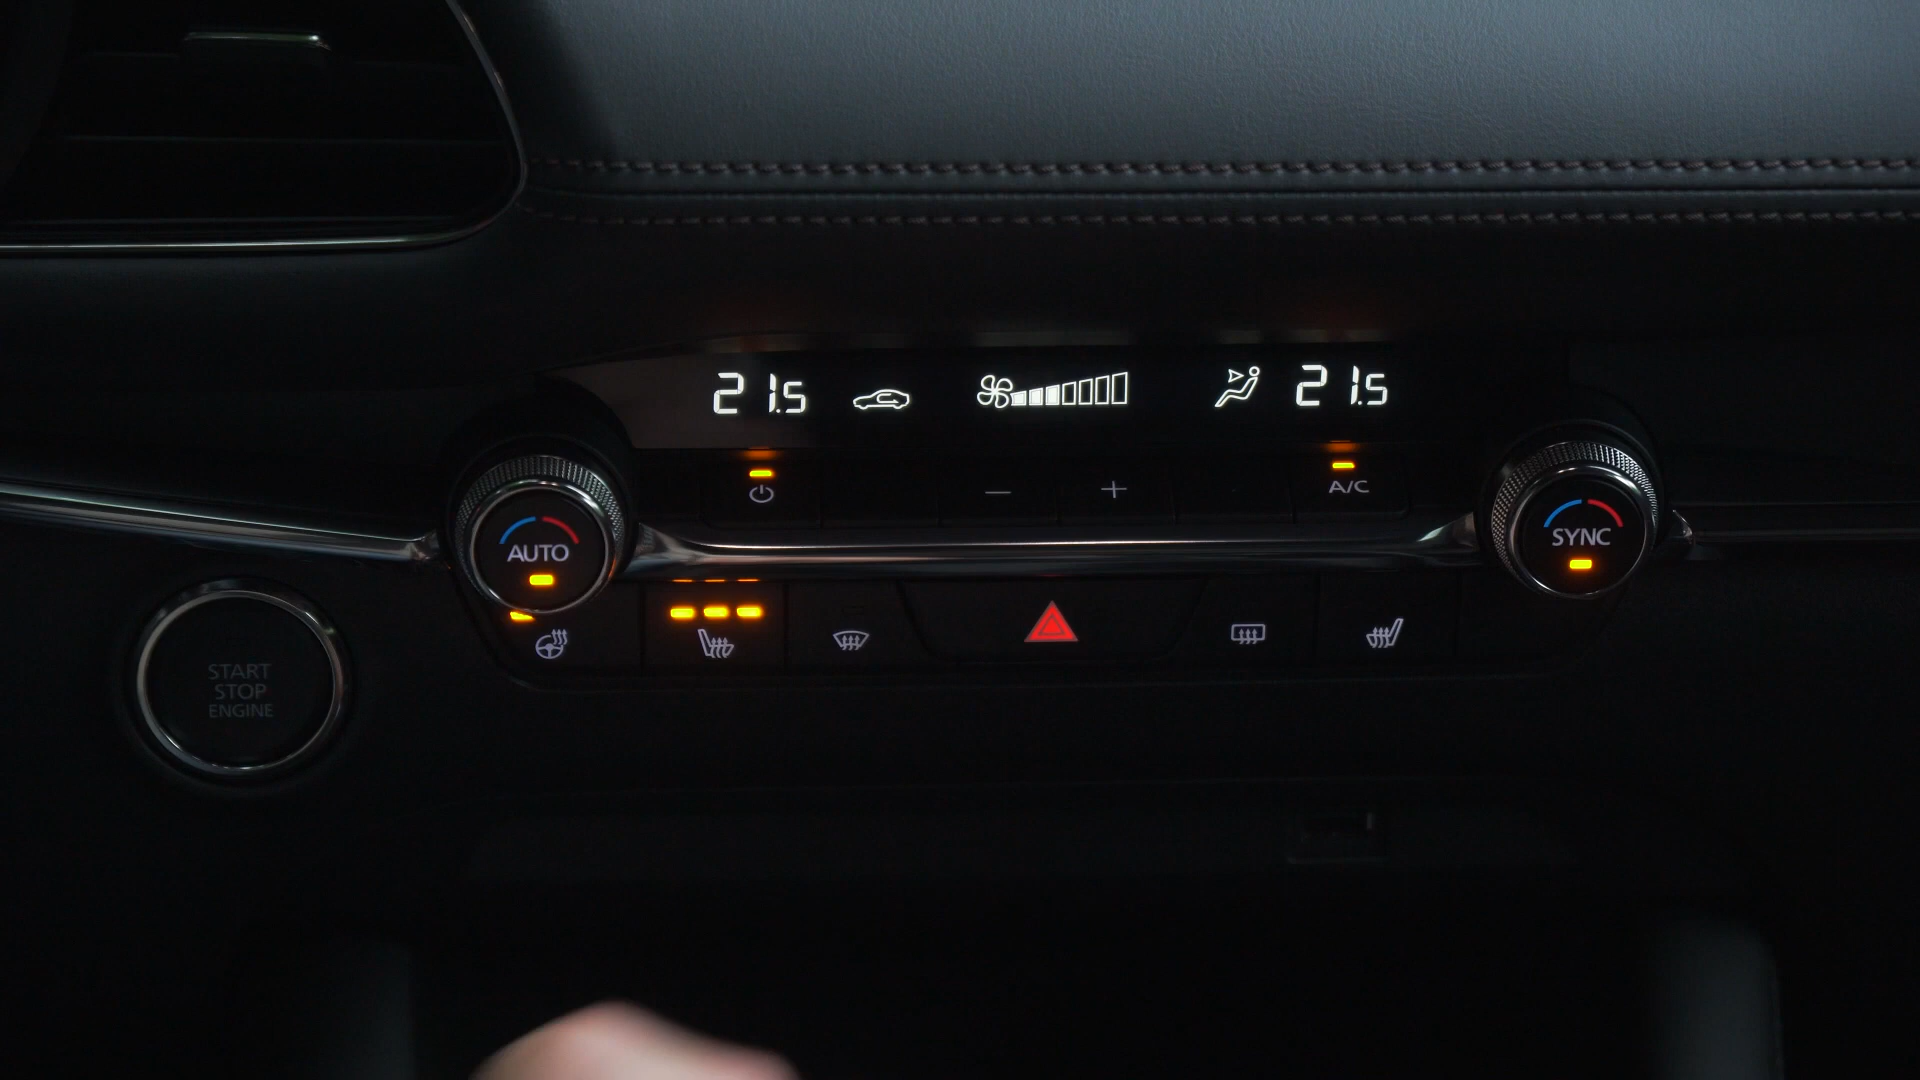 21.5 21.5
− + A/C
AUTO SYNC
START
STOP
ENGINE